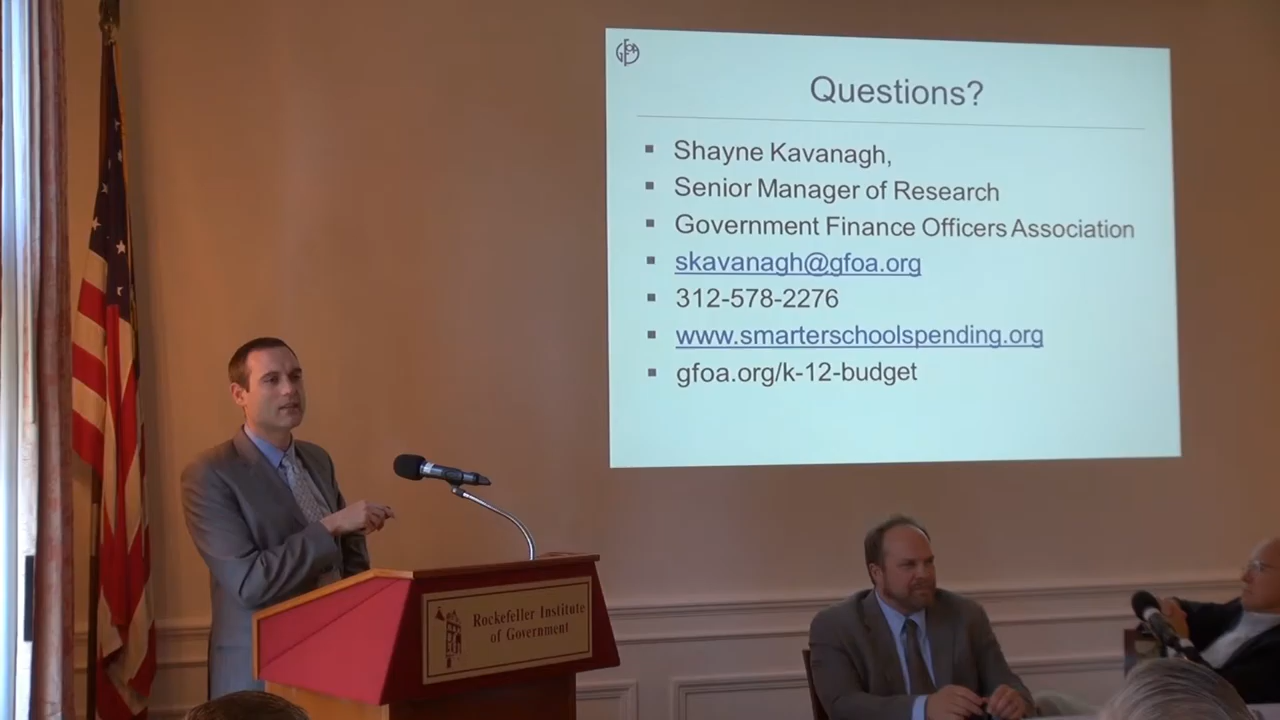 GFOA
Questions?
Shayne Kavanagh,
Senior Manager of Research
Government Finance Officers Association
skavanagh@gfoa.org
312-578-2276
www.smarterschoolspending.org
gfoa.org/k-12-budget
Rockefeller Institute
of Government